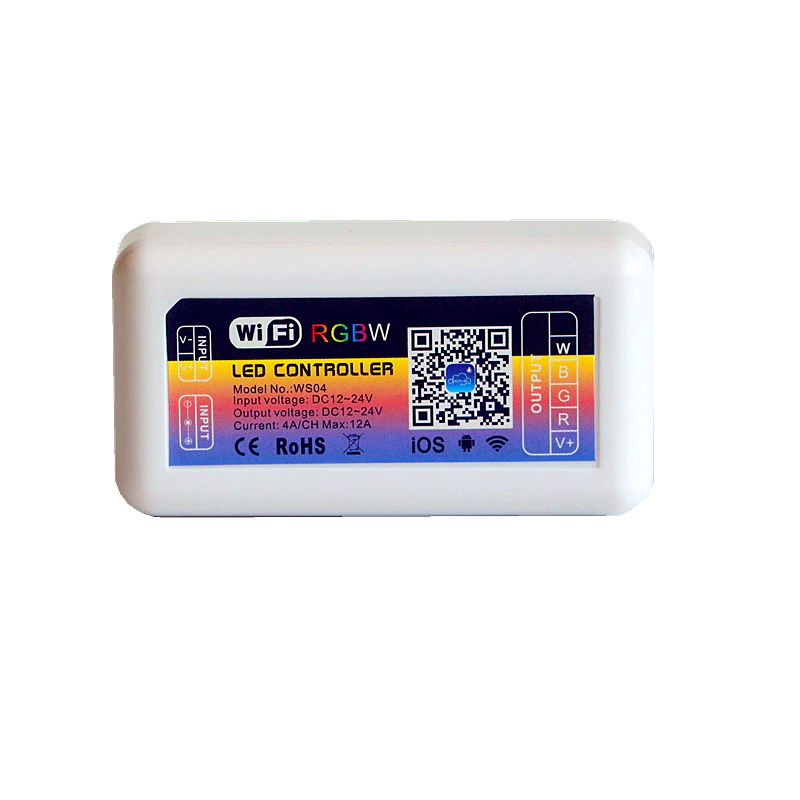 WiFi RGBW
LED CONTROLLER
Model No.:WS04
Input voltage: DC12~24V
Output voltage: DC12~24V
Current: 4A/CH Max:12A
CE RoHS
iOS
INPUT
V-
V+
INPUT
OUTPUT
W
B
G
R
V+